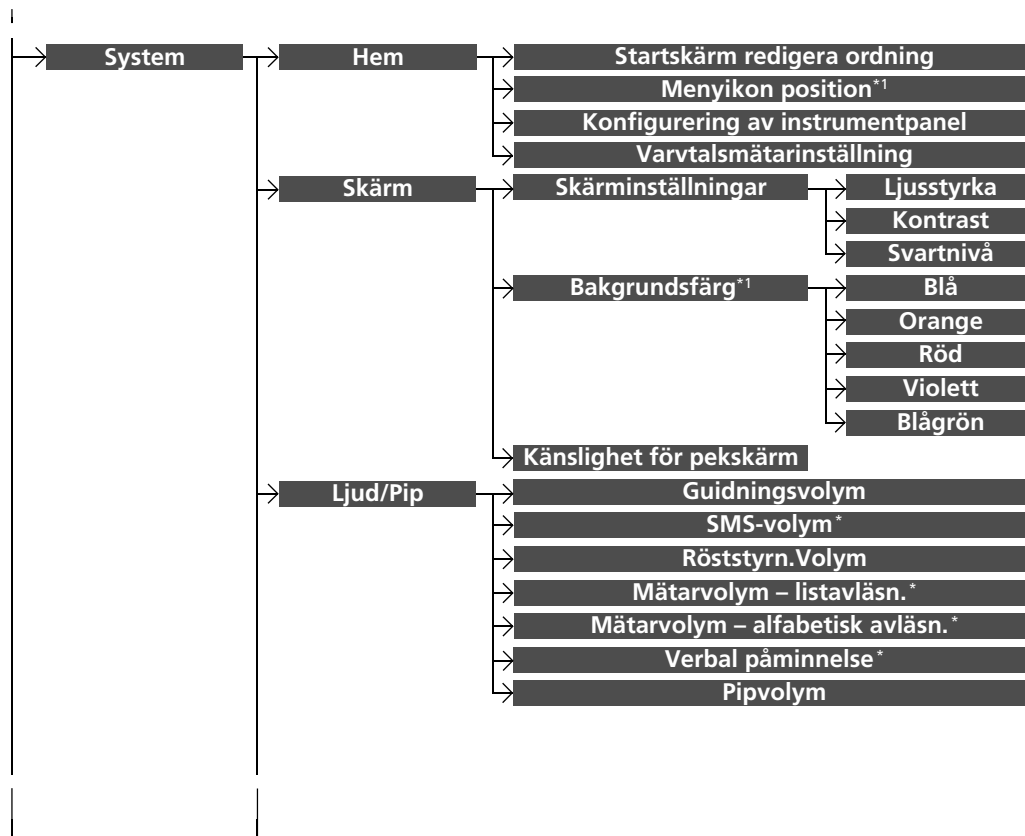 System
Hem
Startskärm redigera ordning
Menyikon position*1
Konfigurering av instrumentpanel
Varvtalsmätarinställning
Skärm
Skärminställningar
Ljusstyrka
Kontrast
Svartnivå
Bakgrundsfärg*1
Blå
Orange
Röd
Violett
Blågrön
Känslighet för pekskärm
Ljud/Pip
Guidningsvolym
SMS-volym*
Röststyrn.Volym
Mätarvolym – listavläsn.*
Mätarvolym – alfabetisk avläsn.*
Verbal påminnelse*
Pipvolym